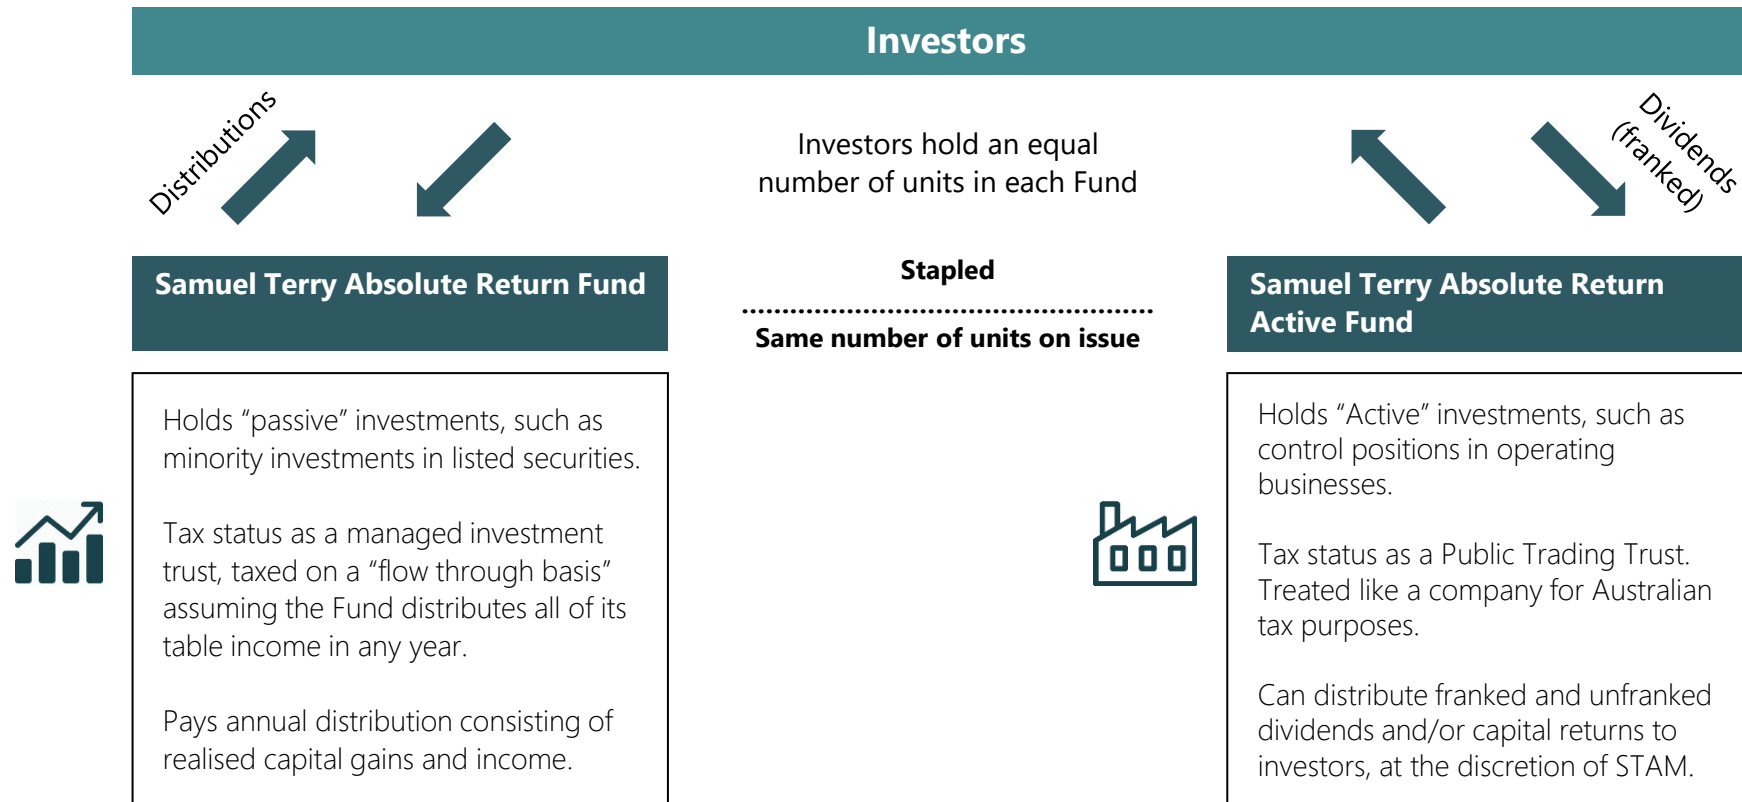 Investors
Distributions
Investors hold an equal
number of units in each Fund
Dividends
(franked)
Samuel Terry Absolute Return Fund
Stapled
Same number of units on issue
Samuel Terry Absolute Return
Active Fund
Holds “passive” investments, such as
minority investments in listed securities.
Tax status as a managed investment
trust, taxed on a “flow through basis”
assuming the Fund distributes all of its
table income in any year.
Pays annual distribution consisting of
realised capital gains and income.
Holds “Active” investments, such as
control positions in operating
businesses.
Tax status as a Public Trading Trust.
Treated like a company for Australian
tax purposes.
Can distribute franked and unfranked
dividends and/or capital returns to
investors, at the discretion of STAM.